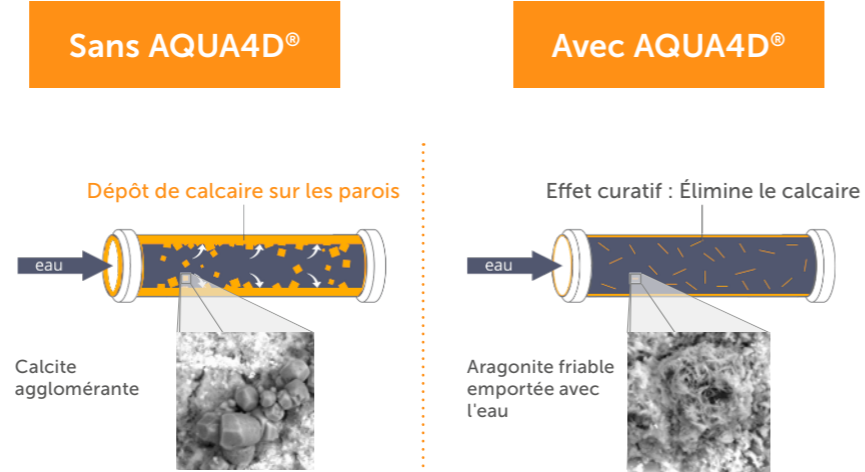 Sans AQUA4D®
Avec AQUA4D®
Dépôt de calcaire sur les parois
eau
Calcite
agglomérante
Effet curatif : Élimine le calcaire
eau
Aragonite friable
emportée avec
l'eau